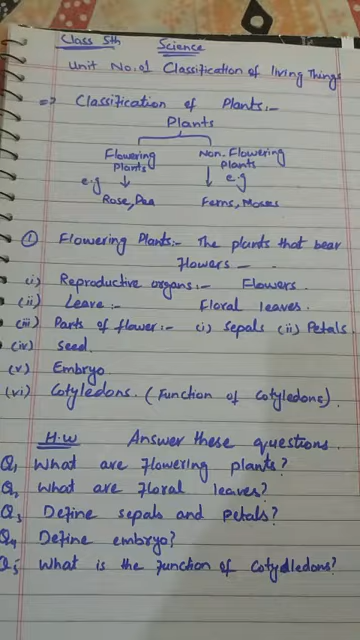 Class 5th Science
Unit No.01 Classification of living Things
⇒ Classification of Plants:-
Plants
Flowering Plants Non-Flowering Plants
e.g ↓ ↓ e.g
Rose, Pea Ferns, Moses
① Flowering Plants:- The plants that bear
flowers —
(i) Reproductive organs:- Flowers.
(ii) Leave:- Floral leaves.
(iii) Parts of flower:- (i) Sepals (ii) Petals.
(iv) Seed.
(v) Embryo
(vi) Cotyledons. (Function of Cotyledons).
H.W Answer these questions.
Q1 What are flowering plants?
Q2 What are floral leaves?
Q3 Define sepals and petals?
Q4 Define embryo?
Q5 What is the function of cotydledons?